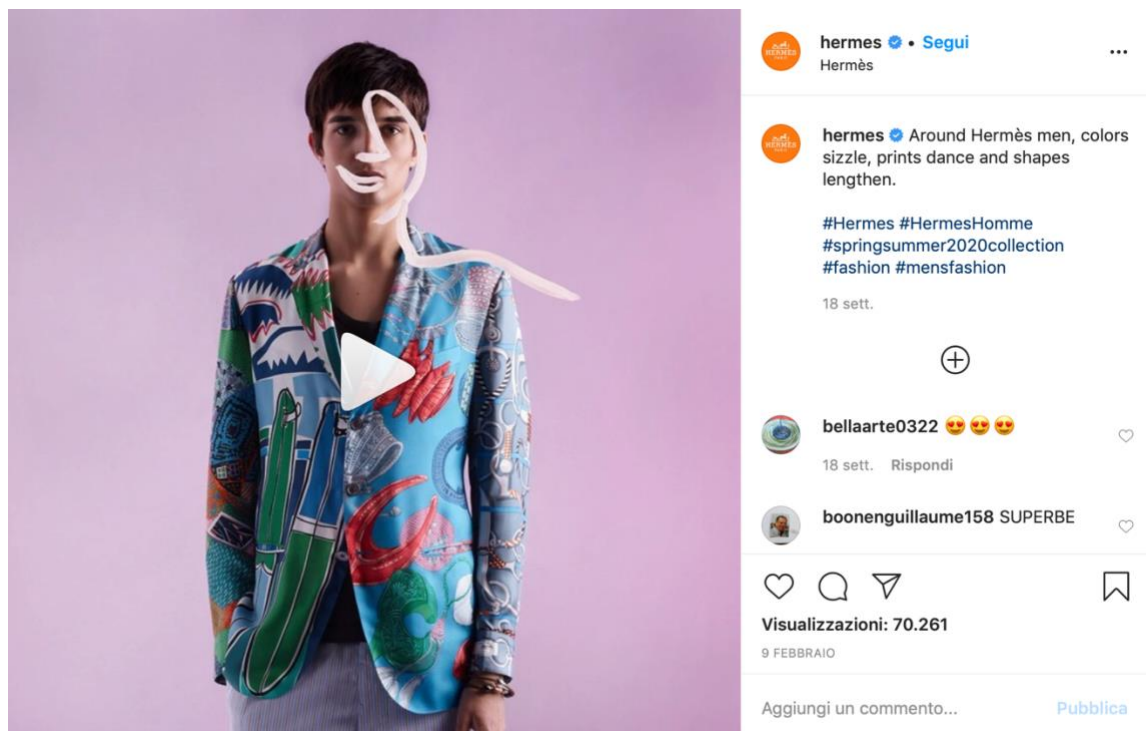 hermes • Segui
Hermès
hermes Around Hermès men, colors
sizzle, prints dance and shapes
lengthen.
#Hermes #HermesHomme
#springsummer2020collection
#fashion #mensfashion
18 sett.
bellaarte0322 😍😍😍
18 sett. Rispondi
boonenguillaume158 SUPERBE
Visualizzazioni: 70.261
9 FEBBRAIO
Aggiungi un commento... Pubblica